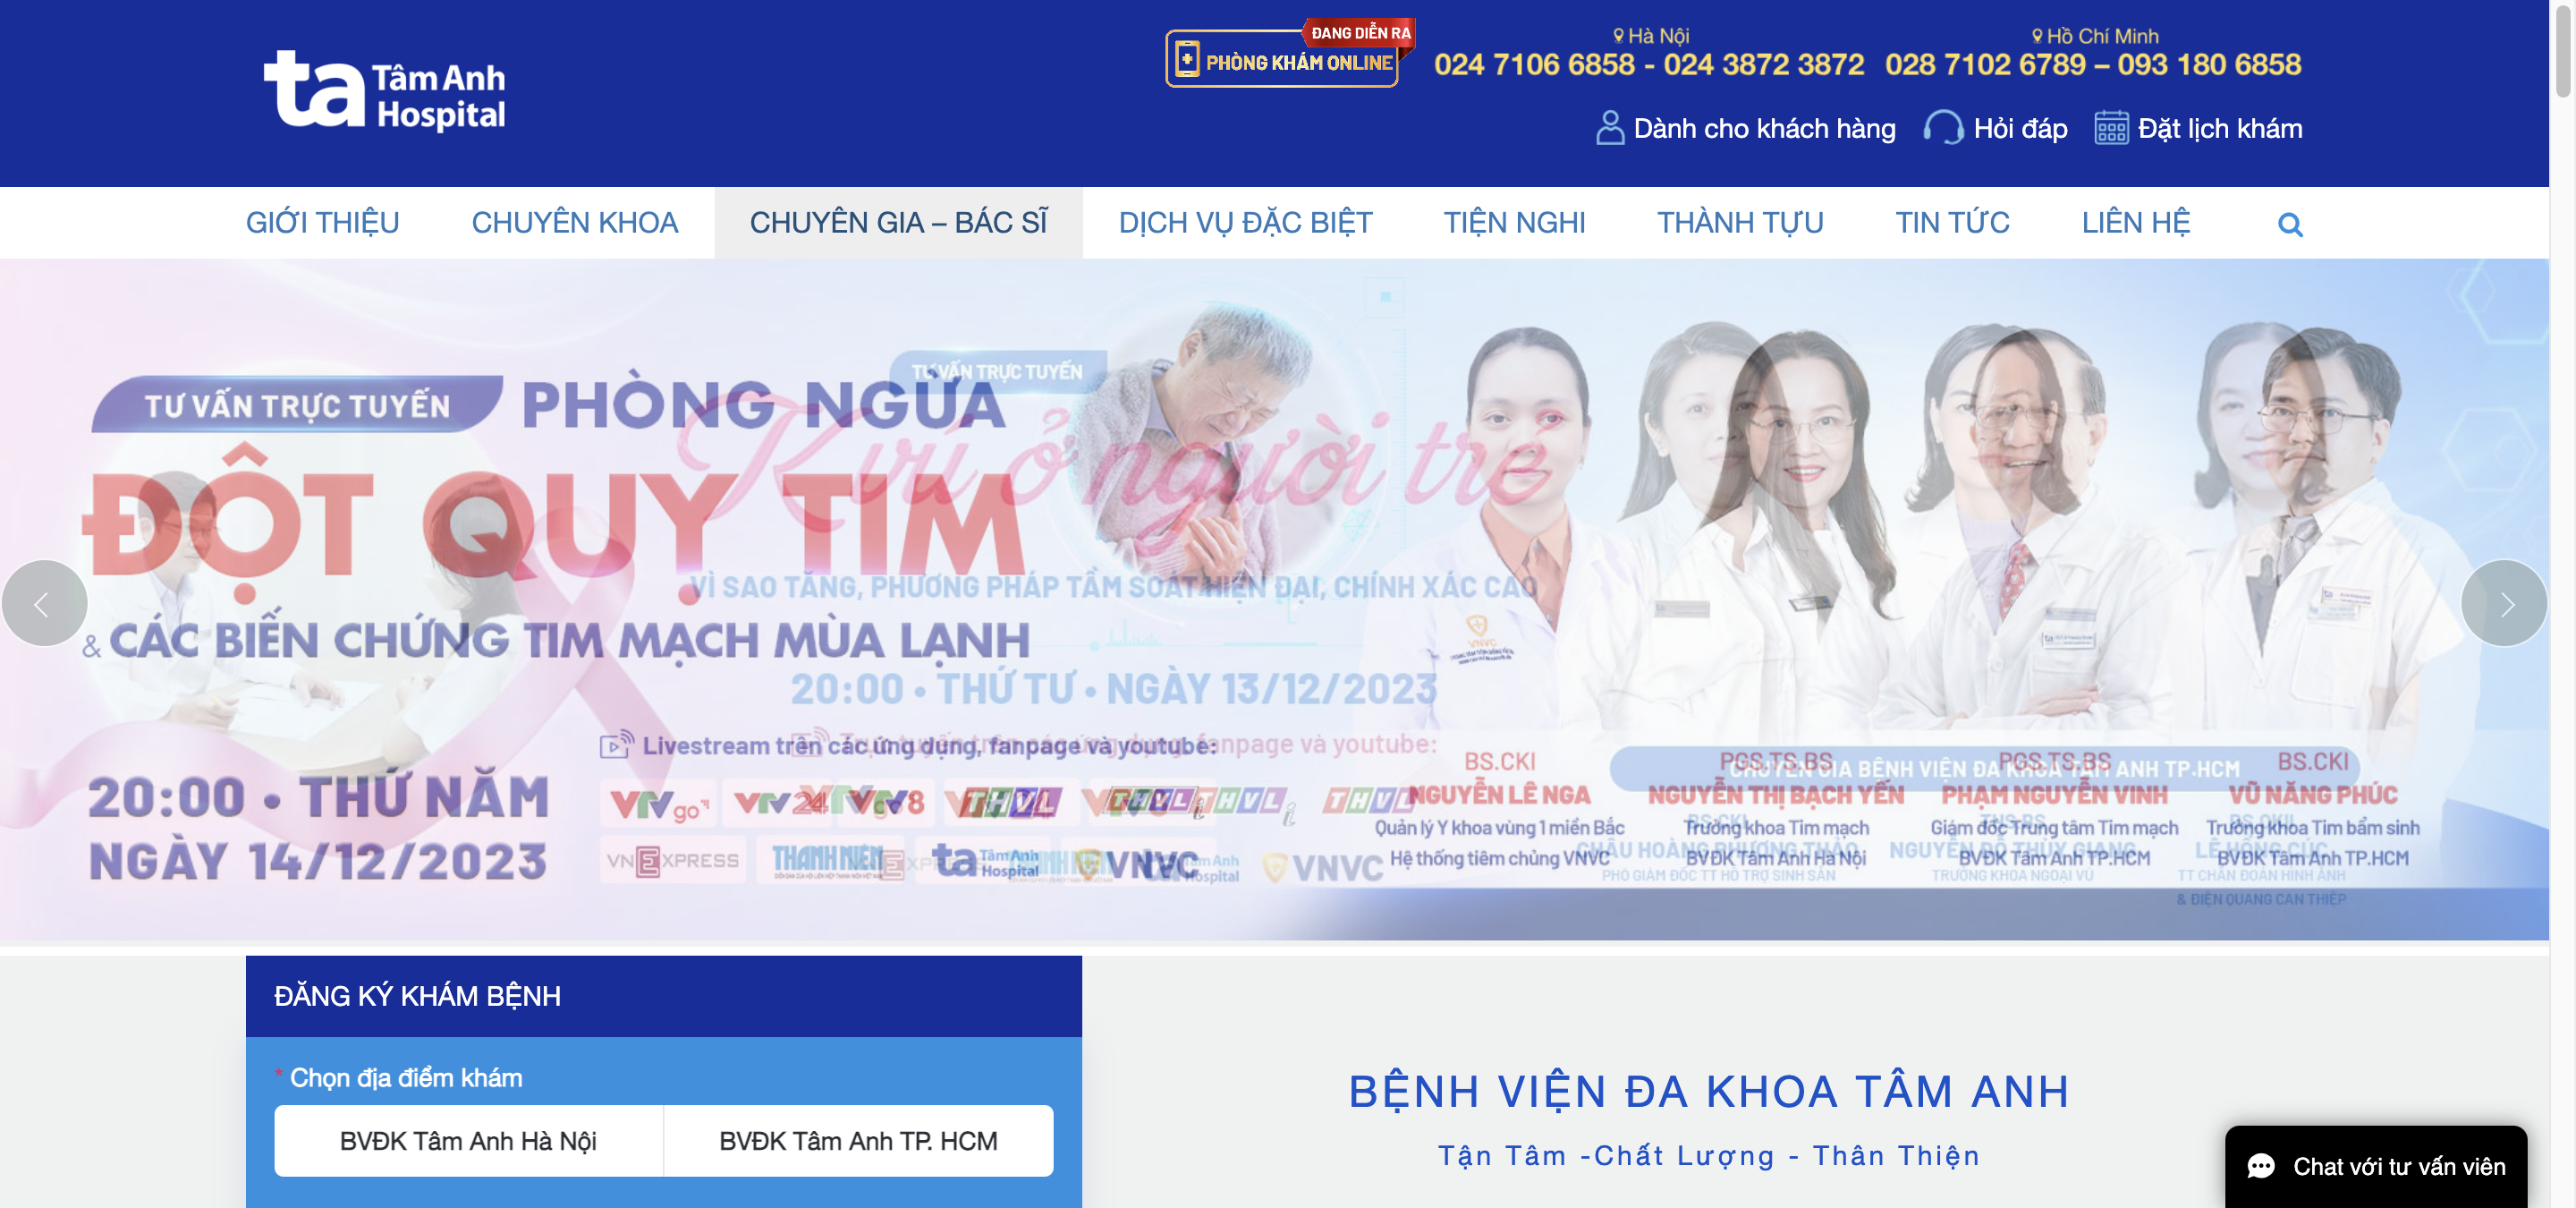 ta Tâm Anh Hospital
PHÒNG KHÁM ONLINE
ĐANG DIỄN RA
Hà Nội
024 7106 6858 - 024 3872 3872
Hồ Chí Minh
028 7102 6789 – 093 180 6858
Dành cho khách hàng
Hỏi đáp
Đặt lịch khám
GIỚI THIỆU
CHUYÊN KHOA
CHUYÊN GIA – BÁC SĨ
DỊCH VỤ ĐẶC BIỆT
TIỆN NGHI
THÀNH TỰU
TIN TỨC
LIÊN HỆ
TƯ VẤN TRỰC TUYẾN
PHÒNG NGỪA
ĐỘT QUỴ TIM
& CÁC BIẾN CHỨNG TIM MẠCH MÙA LẠNH
20:00 • THỨ NĂM
NGÀY 14/12/2023
Livestream trên các ứng dụng, fanpage và youtube:
VTVgo
VTV24
VTV8
THVL
THVLi
VNEXPRESS
THANH NIÊN
ta Tâm Anh Hospital
VNVC
TƯ VẤN TRỰC TUYẾN
ở người trẻ
VÌ SAO TĂNG, PHƯƠNG PHÁP TẦM SOÁT HIỆN ĐẠI, CHÍNH XÁC CAO
20:00 • THỨ TƯ • NGÀY 13/12/2023
fanpage và youtube:
THVLi
THVL
Tâm Anh Hospital
VNVC
VNVC
BS.CKI
NGUYỄN LÊ NGA
Quản lý Y khoa vùng 1 miền Bắc
Hệ thống tiêm chủng VNVC
PGS.TS.BS
NGUYỄN THỊ BẠCH YẾN
Trưởng khoa Tim mạch
BVĐK Tâm Anh Hà Nội
PGS.TS.BS
PHẠM NGUYỄN VINH
Giám đốc Trung tâm Tim mạch
BVĐK Tâm Anh TP.HCM
BS.CKI
VŨ NĂNG PHÚC
Trưởng khoa Tim bẩm sinh
BVĐK Tâm Anh TP.HCM
CHUYÊN GIA BỆNH VIỆN ĐA KHOA TÂM ANH TP.HCM
CHÂU HOÀNG PHƯƠNG THẢO
PHÓ GIÁM ĐỐC TT HỖ TRỢ SINH SẢN
NGUYỄN ĐỖ THÙY GIANG
TRƯỞNG KHOA NGOẠI VÚ
LÊ HỒNG CÚC
TT CHẨN ĐOÁN HÌNH ẢNH
& ĐIỆN QUANG CAN THIỆP
ĐĂNG KÝ KHÁM BỆNH
* Chọn địa điểm khám
BVĐK Tâm Anh Hà Nội
BVĐK Tâm Anh TP. HCM
BỆNH VIỆN ĐA KHOA TÂM ANH
Tận Tâm -Chất Lượng - Thân Thiện
Chat với tư vấn viên